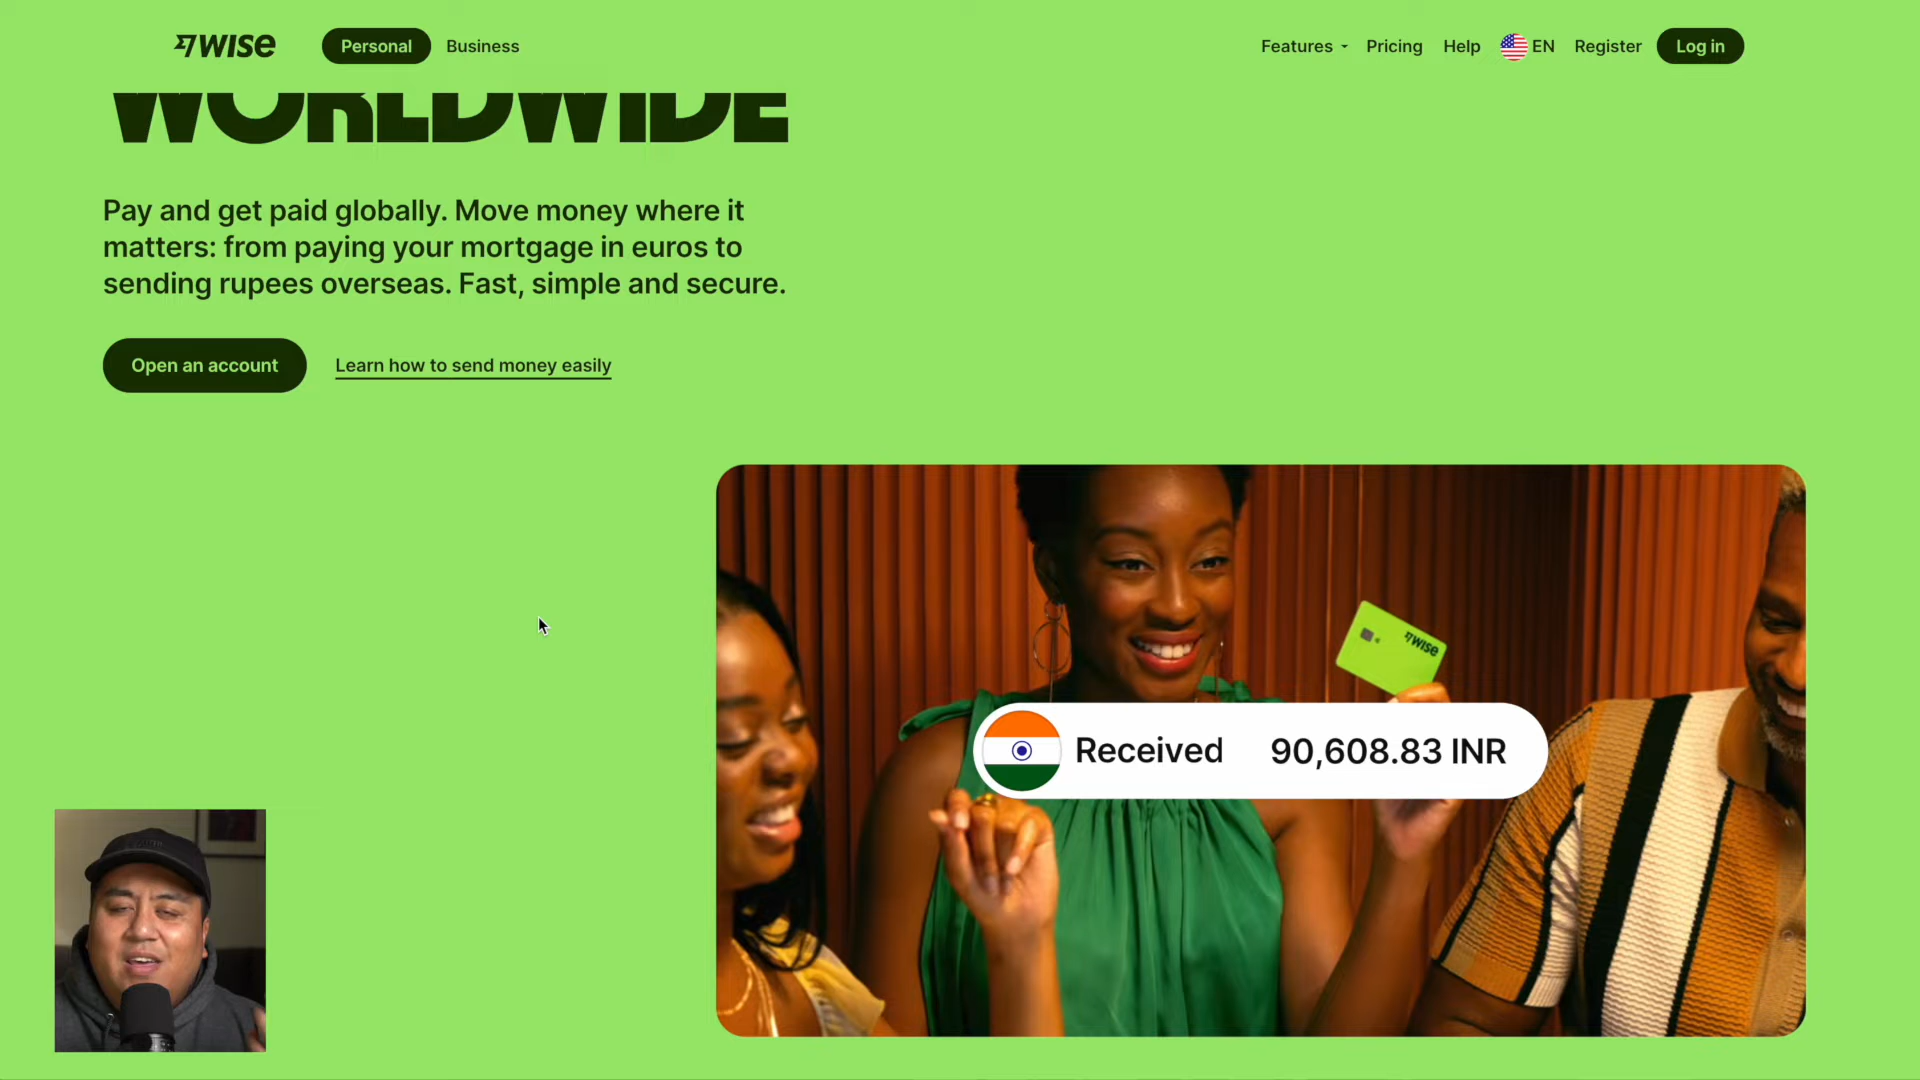 WISE
Personal
Business
Features
Pricing
Help
EN
Register
Log in
WORLDWIDE
Pay and get paid globally. Move money where it
matters: from paying your mortgage in euros to
sending rupees overseas. Fast, simple and secure.
Open an account
Learn how to send money easily
WISE
Received
90,608.83 INR